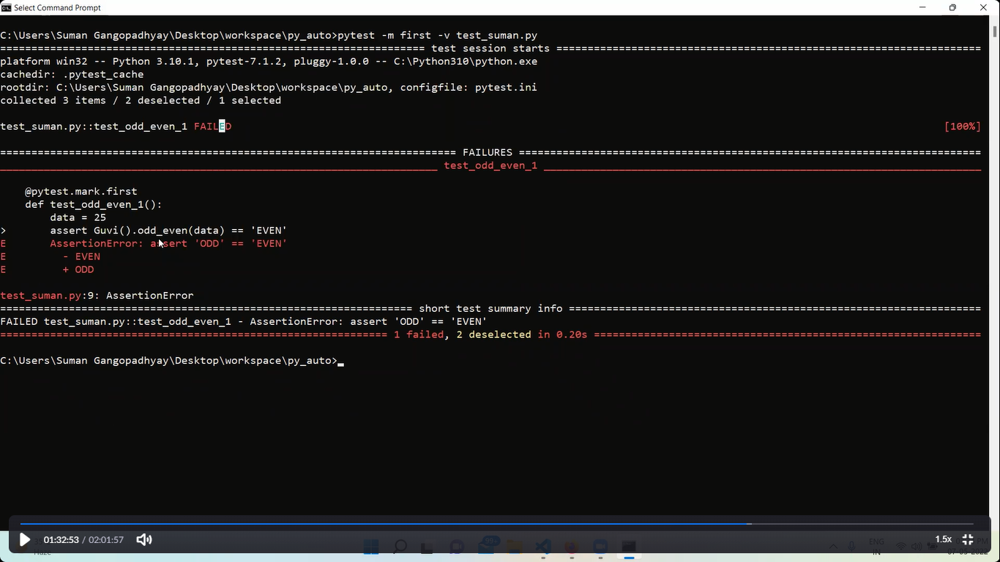 Select Command Prompt
C:\Users\Suman Gangopadhyay\Desktop\workspace\py_auto>pytest -m first -v test_suman.py
==================================================================== test session starts ====================================================================
platform win32 -- Python 3.10.1, pytest-7.1.2, pluggy-1.0.0 -- C:\Python310\python.exe
cachedir: .pytest_cache
rootdir: C:\Users\Suman Gangopadhyay\Desktop\workspace\py_auto, configfile: pytest.ini
collected 3 items / 2 deselected / 1 selected
test_suman.py::test_odd_even_1 FAILED [100%]
========================================================================= FAILURES ==========================================================================
______________________________________________________________________ test_odd_even_1 ______________________________________________________________________
@pytest.mark.first
def test_odd_even_1():
data = 25
> assert Guvi().odd_even(data) == 'EVEN'
E AssertionError: assert 'ODD' == 'EVEN'
E - EVEN
E + ODD
test_suman.py:9: AssertionError
================================================================== short test summary info ==================================================================
FAILED test_suman.py::test_odd_even_1 - AssertionError: assert 'ODD' == 'EVEN'
============================================================== 1 failed, 2 deselected in 0.20s ==============================================================
C:\Users\Suman Gangopadhyay\Desktop\workspace\py_auto>
01:32:53 / 02:01:57
1.5x
99+
ENG
IN
Haze